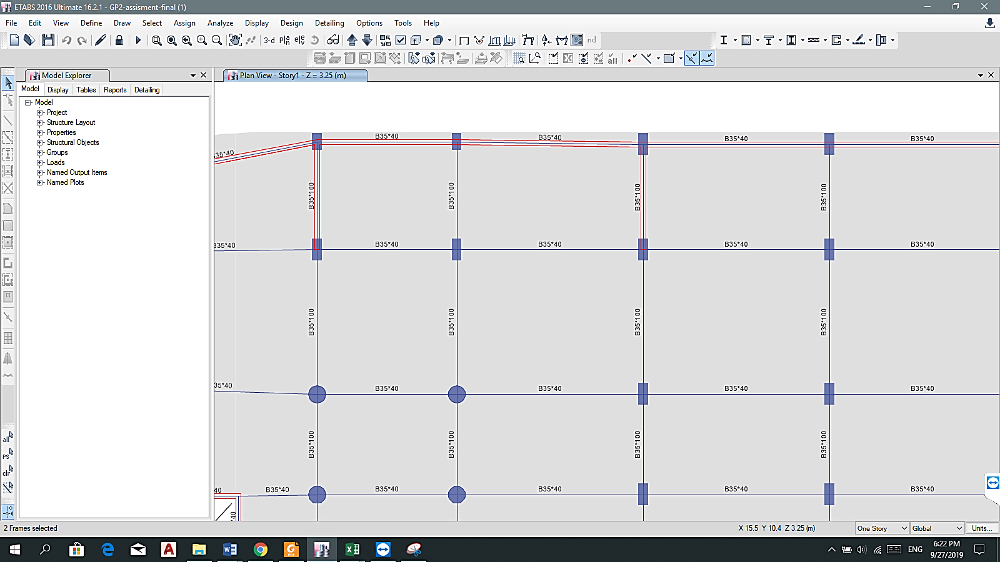 ETABS 2016 Ultimate 16.2.1 - GP2-assisment-final (1)
File Edit View Define Draw Select Assign Analyze Display Design Detailing Options Tools Help
3-d pla̍n ele̍v nd
all
Model Explorer
Plan View - Story1 - Z = 3.25 (m)
Model Display Tables Reports Detailing
Model
Project
Structure Layout
Properties
Structural Objects
Groups
Loads
Named Output Items
Named Plots
B35*40 B35*40 B35*40 B35*40
B35*40
B35*100 B35*100 B35*100 B35*100
B35*40 B35*40 B35*40 B35*40 B35*40
B35*100 B35*100 B35*100 B35*100
35*40 B35*40 B35*40 B35*40 B35*40
B35*100 B35*100 B35*100 B35*100
40 B35*40 B35*40 B35*40 B35*40 B35*40
*40
all
ps
clr
2 Frames selected
X 15.5 Y 10.4 Z 3.25 (m)
One Story Global Units...
ENG
6:22 PM
9/27/2019